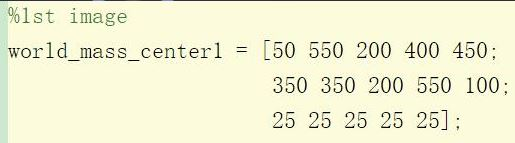 %1st image
world_mass_center1 = [50 550 200 400 450;
350 350 200 550 100;
25 25 25 25 25];